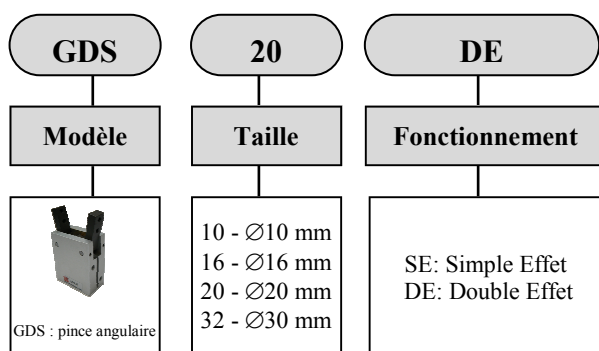 GDS
20
DE
Modèle
Taille
Fonctionnement
GDS : pince angulaire
10 - ∅10 mm
16 - ∅16 mm
20 - ∅20 mm
32 - ∅30 mm
SE: Simple Effet
DE: Double Effet